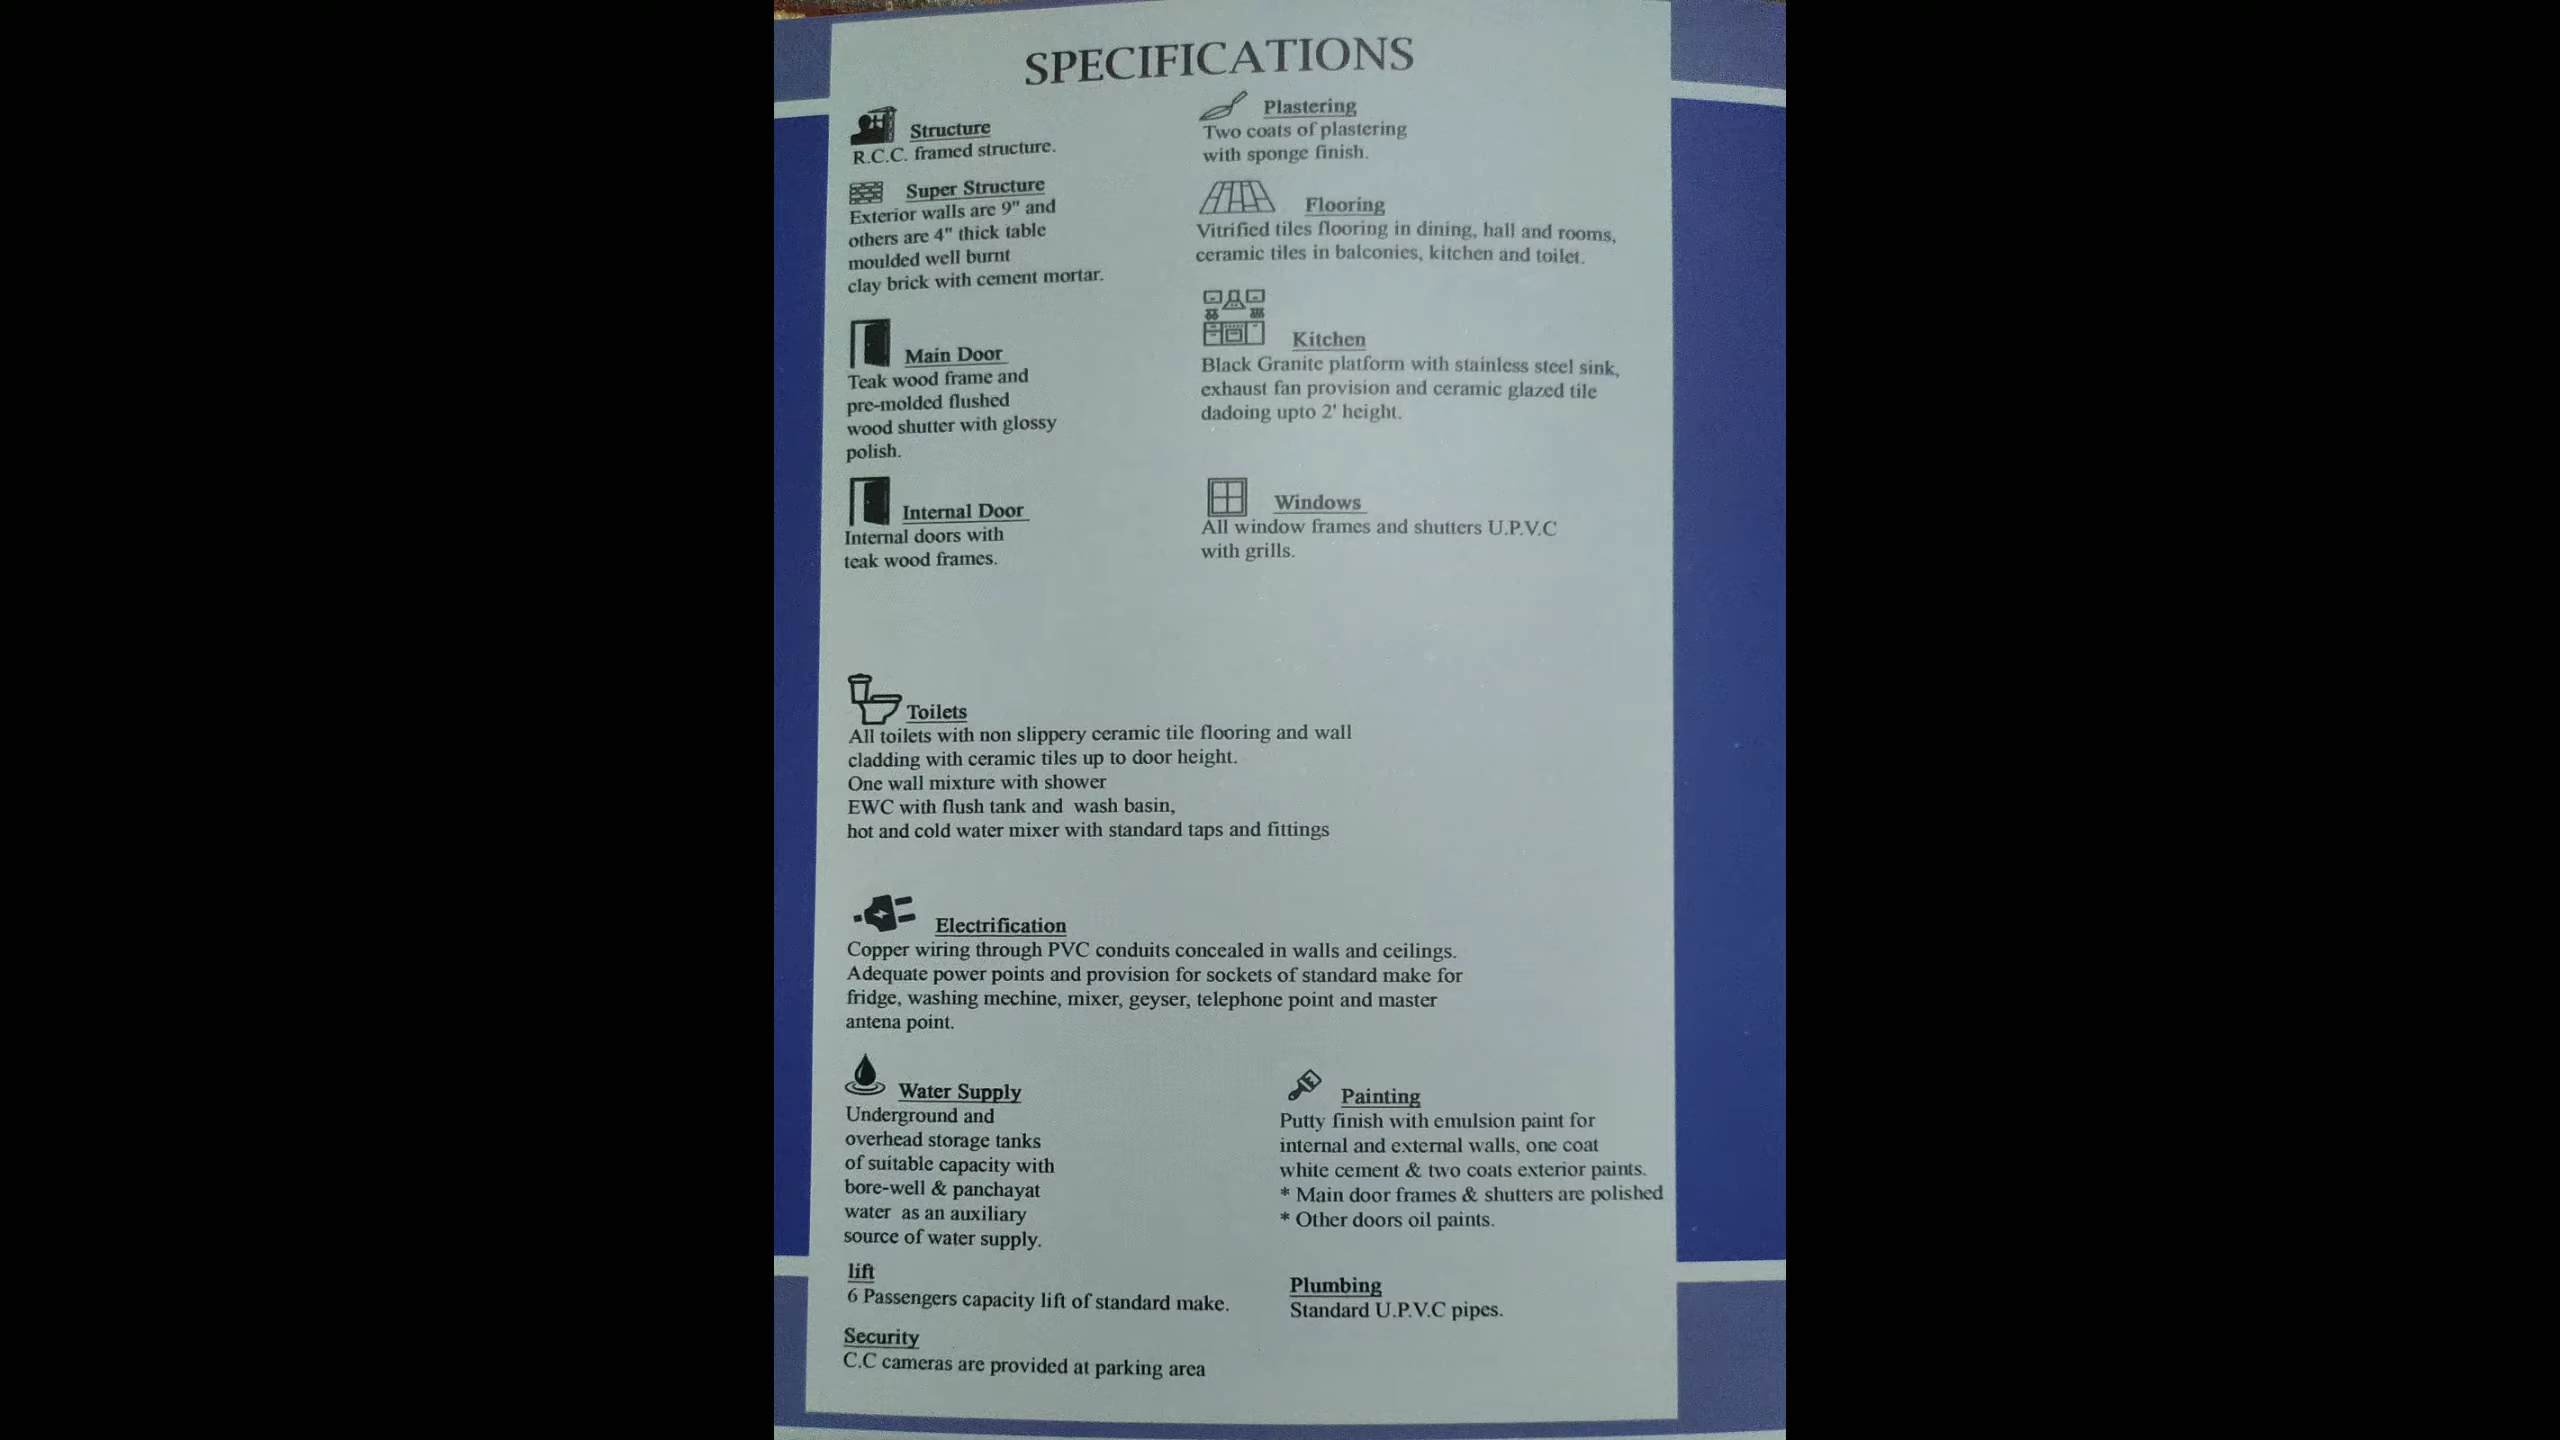 SPECIFICATIONS
Structure
R.C.C. framed structure.
Super Structure
Exterior walls are 9" and
others are 4" thick table
moulded well burnt
clay brick with cement mortar.
Main Door
Teak wood frame and
pre-molded flushed
wood shutter with glossy
polish.
Internal Door
Internal doors with
teak wood frames.
Plastering
Two coats of plastering
with sponge finish.
Flooring
Vitrified tiles flooring in dining, hall and rooms,
ceramic tiles in balconies, kitchen and toilet.
Kitchen
Black Granite platform with stainless steel sink,
exhaust fan provision and ceramic glazed tile
dadoing upto 2' height.
Windows
All window frames and shutters U.P.V.C
with grills.
Toilets
All toilets with non slippery ceramic tile flooring and wall
cladding with ceramic tiles up to door height.
One wall mixture with shower
EWC with flush tank and wash basin,
hot and cold water mixer with standard taps and fittings
Electrification
Copper wiring through PVC conduits concealed in walls and ceilings.
Adequate power points and provision for sockets of standard make for
fridge, washing mechine, mixer, geyser, telephone point and master
antena point.
Water Supply
Underground and
overhead storage tanks
of suitable capacity with
bore-well & panchayat
water as an auxiliary
source of water supply.
Painting
Putty finish with emulsion paint for
internal and external walls, one coat
white cement & two coats exterior paints.
* Main door frames & shutters are polished
* Other doors oil paints.
lift
6 Passengers capacity lift of standard make.
Plumbing
Standard U.P.V.C pipes.
Security
C.C cameras are provided at parking area